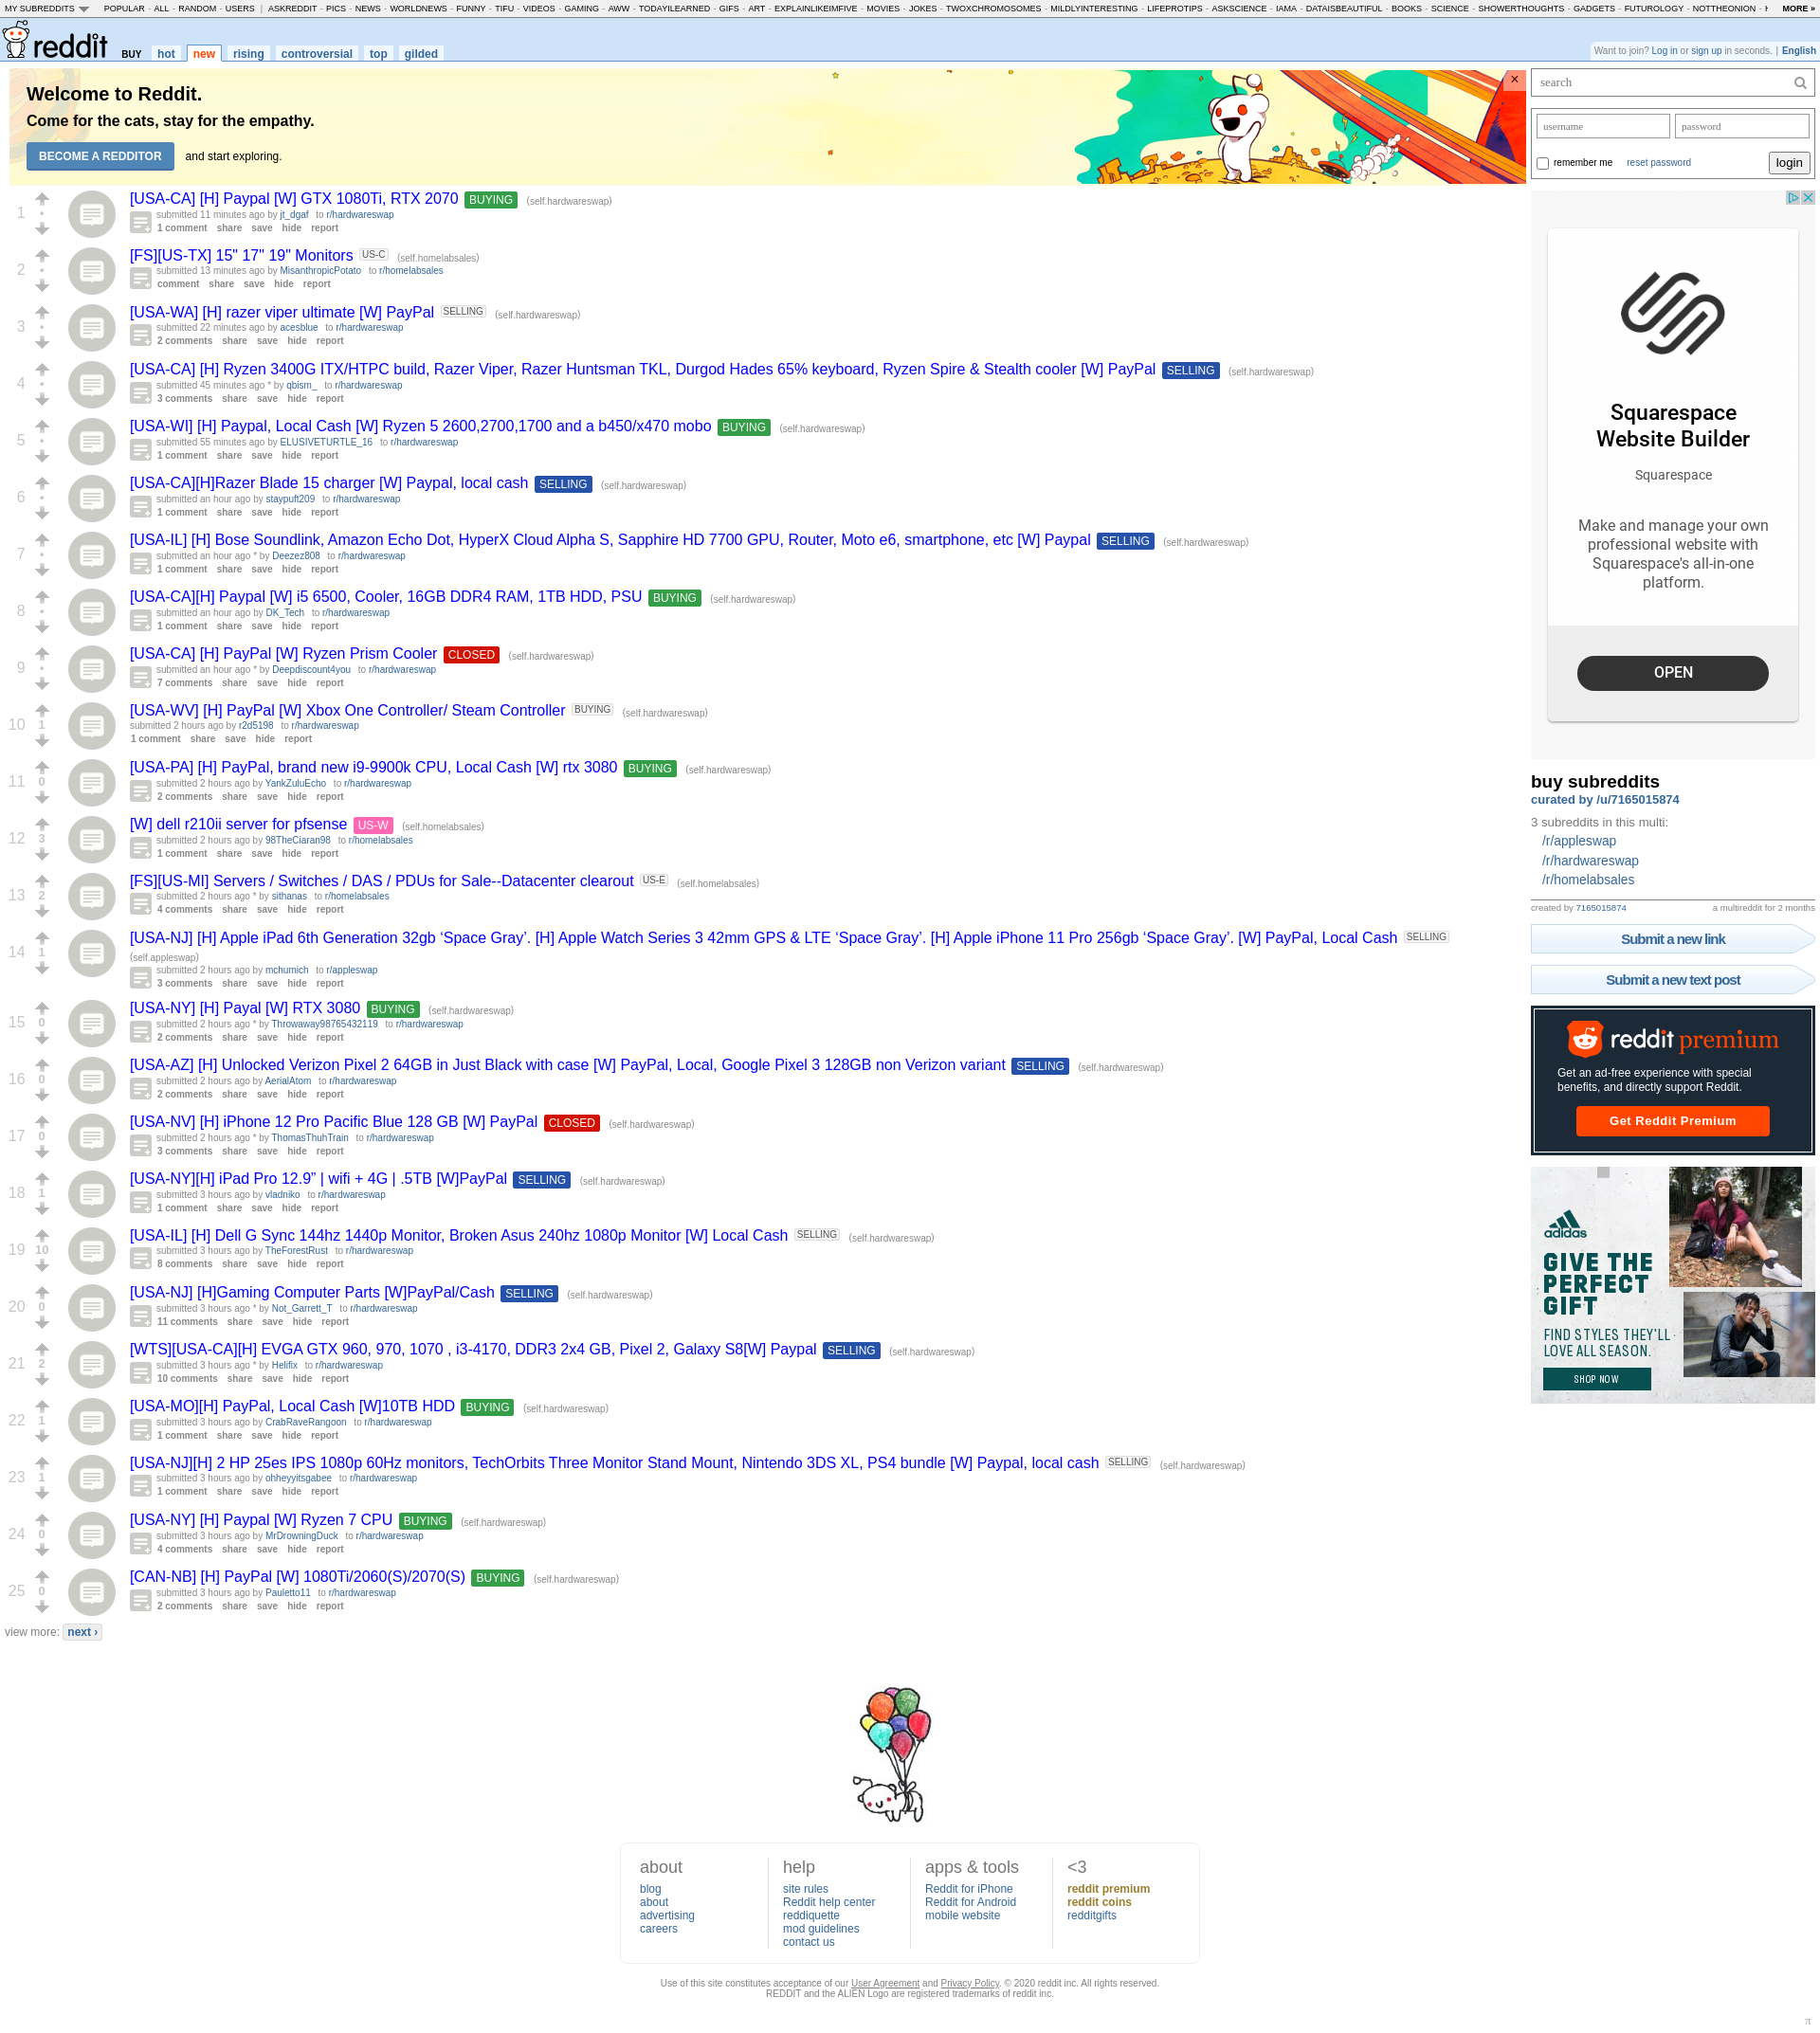 MY SUBREDDITS POPULAR - ALL - RANDOM - USERS | ASKREDDIT - PICS - NEWS - WORLDNEWS - FUNNY - TIFU - VIDEOS - GAMING - AWW - TODAYILEARNED - GIFS - ART - EXPLAINLIKEIMFIVE - MOVIES - JOKES - TWOXCHROMOSOMES - MILDLYINTERESTING - LIFEPROTIPS - ASKSCIENCE - IAMA - DATAISBEAUTIFUL - BOOKS - SCIENCE - SHOWERTHOUGHTS - GADGETS - FUTUROLOGY - NOTTHEONION - MORE »
reddit BUY hot new rising controversial top gilded
Want to join? Log in or sign up in seconds. | English
Welcome to Reddit.
Come for the cats, stay for the empathy.
BECOME A REDDITOR and start exploring.
×
1
[USA-CA] [H] Paypal [W] GTX 1080Ti, RTX 2070 BUYING (self.hardwareswap)
submitted 11 minutes ago by jt_dgaf to r/hardwareswap
1 comment share save hide report
2
[FS][US-TX] 15" 17" 19" Monitors US-C (self.homelabsales)
submitted 13 minutes ago by MisanthropicPotato to r/homelabsales
comment share save hide report
3
[USA-WA] [H] razer viper ultimate [W] PayPal SELLING (self.hardwareswap)
submitted 22 minutes ago by acesblue to r/hardwareswap
2 comments share save hide report
4
[USA-CA] [H] Ryzen 3400G ITX/HTPC build, Razer Viper, Razer Huntsman TKL, Durgod Hades 65% keyboard, Ryzen Spire & Stealth cooler [W] PayPal SELLING (self.hardwareswap)
submitted 45 minutes ago * by qbism_ to r/hardwareswap
3 comments share save hide report
5
[USA-WI] [H] Paypal, Local Cash [W] Ryzen 5 2600,2700,1700 and a b450/x470 mobo BUYING (self.hardwareswap)
submitted 55 minutes ago by ELUSIVETURTLE_16 to r/hardwareswap
1 comment share save hide report
6
[USA-CA][H]Razer Blade 15 charger [W] Paypal, local cash SELLING (self.hardwareswap)
submitted an hour ago by staypuft209 to r/hardwareswap
1 comment share save hide report
7
[USA-IL] [H] Bose Soundlink, Amazon Echo Dot, HyperX Cloud Alpha S, Sapphire HD 7700 GPU, Router, Moto e6, smartphone, etc [W] Paypal SELLING (self.hardwareswap)
submitted an hour ago * by Deezez808 to r/hardwareswap
1 comment share save hide report
8
[USA-CA][H] Paypal [W] i5 6500, Cooler, 16GB DDR4 RAM, 1TB HDD, PSU BUYING (self.hardwareswap)
submitted an hour ago by DK_Tech to r/hardwareswap
1 comment share save hide report
9
[USA-CA] [H] PayPal [W] Ryzen Prism Cooler CLOSED (self.hardwareswap)
submitted an hour ago * by Deepdiscount4you to r/hardwareswap
7 comments share save hide report
10 1
[USA-WV] [H] PayPal [W] Xbox One Controller/ Steam Controller BUYING (self.hardwareswap)
submitted 2 hours ago by r2d5198 to r/hardwareswap
1 comment share save hide report
11 0
[USA-PA] [H] PayPal, brand new i9-9900k CPU, Local Cash [W] rtx 3080 BUYING (self.hardwareswap)
submitted 2 hours ago by YankZuluEcho to r/hardwareswap
2 comments share save hide report
12 3
[W] dell r210ii server for pfsense US-W (self.homelabsales)
submitted 2 hours ago by 98TheCiaran98 to r/homelabsales
1 comment share save hide report
13 2
[FS][US-MI] Servers / Switches / DAS / PDUs for Sale--Datacenter clearout US-E (self.homelabsales)
submitted 2 hours ago * by sithanas to r/homelabsales
4 comments share save hide report
14 1
[USA-NJ] [H] Apple iPad 6th Generation 32gb ‘Space Gray’. [H] Apple Watch Series 3 42mm GPS & LTE ‘Space Gray’. [H] Apple iPhone 11 Pro 256gb ‘Space Gray’. [W] PayPal, Local Cash SELLING
(self.appleswap)
submitted 2 hours ago by mchumich to r/appleswap
3 comments share save hide report
15 0
[USA-NY] [H] Payal [W] RTX 3080 BUYING (self.hardwareswap)
submitted 2 hours ago * by Throwaway98765432119 to r/hardwareswap
2 comments share save hide report
16 0
[USA-AZ] [H] Unlocked Verizon Pixel 2 64GB in Just Black with case [W] PayPal, Local, Google Pixel 3 128GB non Verizon variant SELLING (self.hardwareswap)
submitted 2 hours ago by AerialAtom to r/hardwareswap
2 comments share save hide report
17 0
[USA-NV] [H] iPhone 12 Pro Pacific Blue 128 GB [W] PayPal CLOSED (self.hardwareswap)
submitted 2 hours ago * by ThomasThuhTrain to r/hardwareswap
3 comments share save hide report
18 1
[USA-NY][H] iPad Pro 12.9” | wifi + 4G | .5TB [W]PayPal SELLING (self.hardwareswap)
submitted 3 hours ago by vladniko to r/hardwareswap
1 comment share save hide report
19 10
[USA-IL] [H] Dell G Sync 144hz 1440p Monitor, Broken Asus 240hz 1080p Monitor [W] Local Cash SELLING (self.hardwareswap)
submitted 3 hours ago by TheForestRust to r/hardwareswap
8 comments share save hide report
20 0
[USA-NJ] [H]Gaming Computer Parts [W]PayPal/Cash SELLING (self.hardwareswap)
submitted 3 hours ago * by Not_Garrett_T to r/hardwareswap
11 comments share save hide report
21 2
[WTS][USA-CA][H] EVGA GTX 960, 970, 1070 , i3-4170, DDR3 2x4 GB, Pixel 2, Galaxy S8[W] Paypal SELLING (self.hardwareswap)
submitted 3 hours ago * by Helifix to r/hardwareswap
10 comments share save hide report
22 1
[USA-MO][H] PayPal, Local Cash [W]10TB HDD BUYING (self.hardwareswap)
submitted 3 hours ago by CrabRaveRangoon to r/hardwareswap
1 comment share save hide report
23 1
[USA-NJ][H] 2 HP 25es IPS 1080p 60Hz monitors, TechOrbits Three Monitor Stand Mount, Nintendo 3DS XL, PS4 bundle [W] Paypal, local cash SELLING (self.hardwareswap)
submitted 3 hours ago by ohheyyitsgabee to r/hardwareswap
1 comment share save hide report
24 0
[USA-NY] [H] Paypal [W] Ryzen 7 CPU BUYING (self.hardwareswap)
submitted 3 hours ago by MrDrowningDuck to r/hardwareswap
4 comments share save hide report
25 0
[CAN-NB] [H] PayPal [W] 1080Ti/2060(S)/2070(S) BUYING (self.hardwareswap)
submitted 3 hours ago by Pauletto11 to r/hardwareswap
2 comments share save hide report
view more: next ›
search
username password
remember me reset password login
Squarespace
Website Builder
Squarespace
Make and manage your own
professional website with
Squarespace's all-in-one
platform.
OPEN
buy subreddits
curated by /u/7165015874
3 subreddits in this multi:
/r/appleswap
/r/hardwareswap
/r/homelabsales
created by 7165015874 a multireddit for 2 months
Submit a new link
Submit a new text post
reddit premium
Get an ad-free experience with special
benefits, and directly support Reddit.
Get Reddit Premium
adidas
GIVE THE
PERFECT
GIFT
FIND STYLES THEY'LL
LOVE ALL SEASON.
SHOP NOW
about
blog
about
advertising
careers
help
site rules
Reddit help center
reddiquette
mod guidelines
contact us
apps & tools
Reddit for iPhone
Reddit for Android
mobile website
<3
reddit premium
reddit coins
redditgifts
Use of this site constitutes acceptance of our User Agreement and Privacy Policy. © 2020 reddit inc. All rights reserved.
REDDIT and the ALIEN Logo are registered trademarks of reddit inc.
π